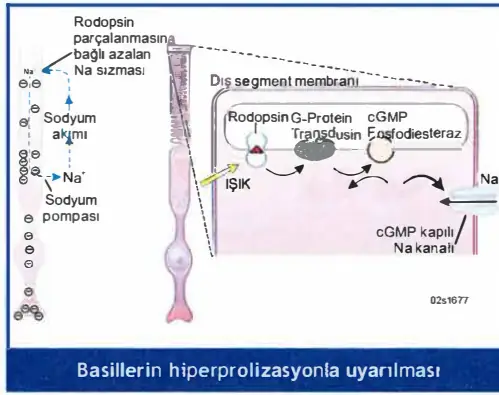 Rodopsin
parçalanmasına
bağlı azalan
Na sızması
Na⁺
Sodyum
akımı
Na⁺
Sodyum
pompası
Dış segment membranı
Rodopsin G-Protein cGMP
Transdusin Fosfodiesteraz
IŞIK
Na
cGMP kapılı
Na kanalı
02s1677
Basillerin hiperprolizasyonla uyarılması